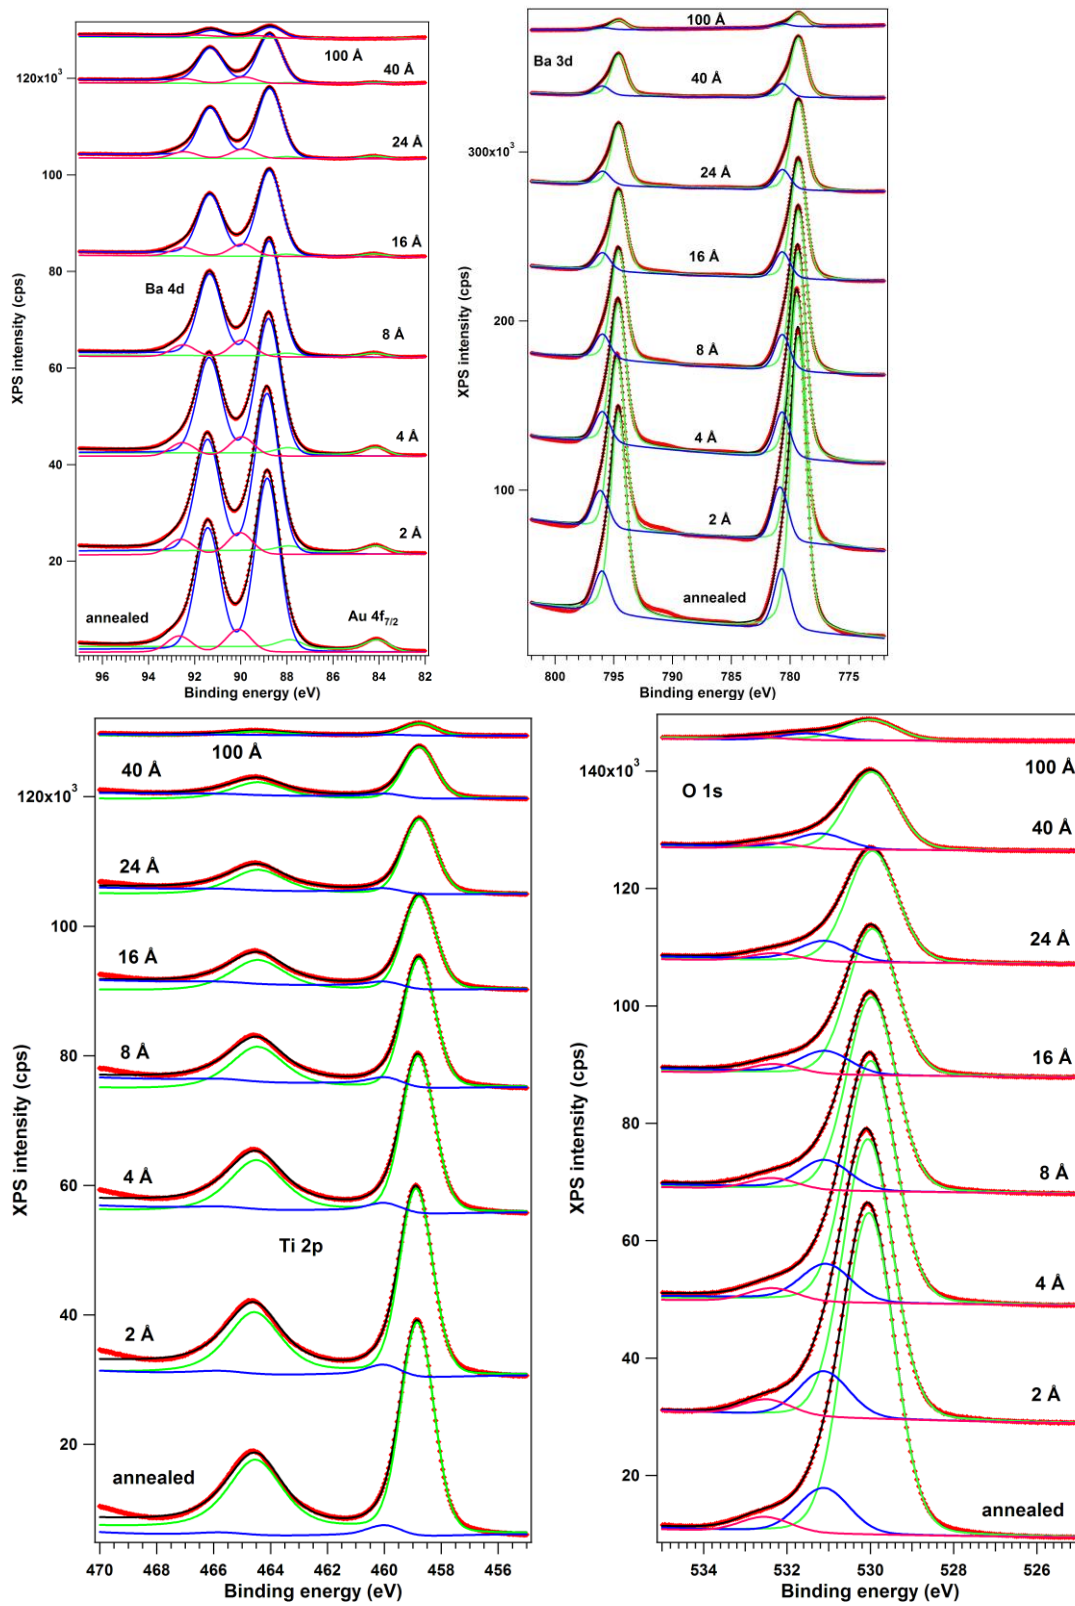 100 Å
120x10³
40 Å
24 Å
100
16 Å
80
Ba 4d
8 Å
60
4 Å
40
2 Å
20
annealed
Au 4f7/2
96 94 92 90 88 86 84 82
Binding energy (eV)
XPS intensity (cps)
100 Å
Ba 3d
40 Å
300x10³
24 Å
16 Å
200
8 Å
4 Å
100
2 Å
annealed
800 795 790 785 780 775
Binding energy (eV)
XPS intensity (cps)
100 Å
40 Å
120x10³
24 Å
100
16 Å
80
8 Å
60
4 Å
Ti 2p
40
2 Å
20
annealed
470 468 466 464 462 460 458 456
Binding energy (eV)
XPS intensity (cps)
100 Å
140x10³
O 1s
40 Å
120
24 Å
100
16 Å
80
8 Å
60
4 Å
40
2 Å
20
annealed
534 532 530 528 526
Binding energy (eV)
XPS intensity (cps)